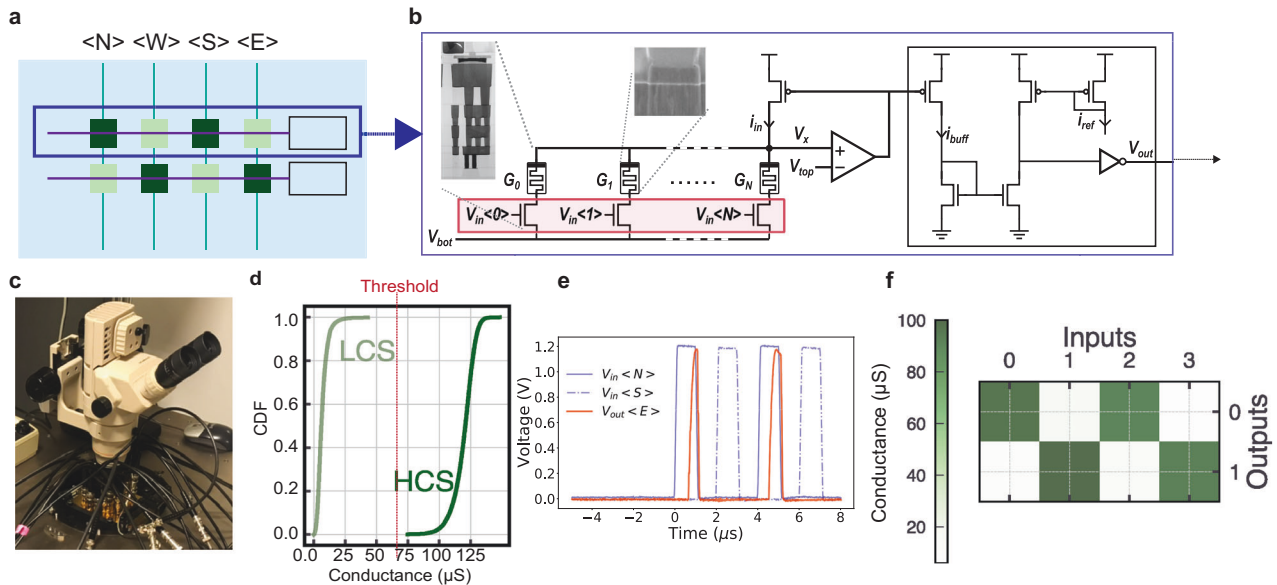 a
<N> <W> <S> <E>
b
i_in
V_x
i_buff
i_ref
V_out
V_top
+
−
G_0
G_1
......
G_N
V_in<0>
V_in<1>
V_in<N>
V_bot
c
d
Threshold
LCS
HCS
CDF
1.0
0.8
0.6
0.4
0.2
0.0
0.0 25 50 75 100 125
Conductance (µS)
e
V_in < N >
V_in < S >
V_out < E >
Voltage (V)
1.2
1.0
0.8
0.6
0.4
0.2
0.0
−4 −2 0 2 4 6 8
Time (µs)
f
Conductance (µS)
100
80
60
40
20
Inputs
0 1 2 3
0
1
Outputs